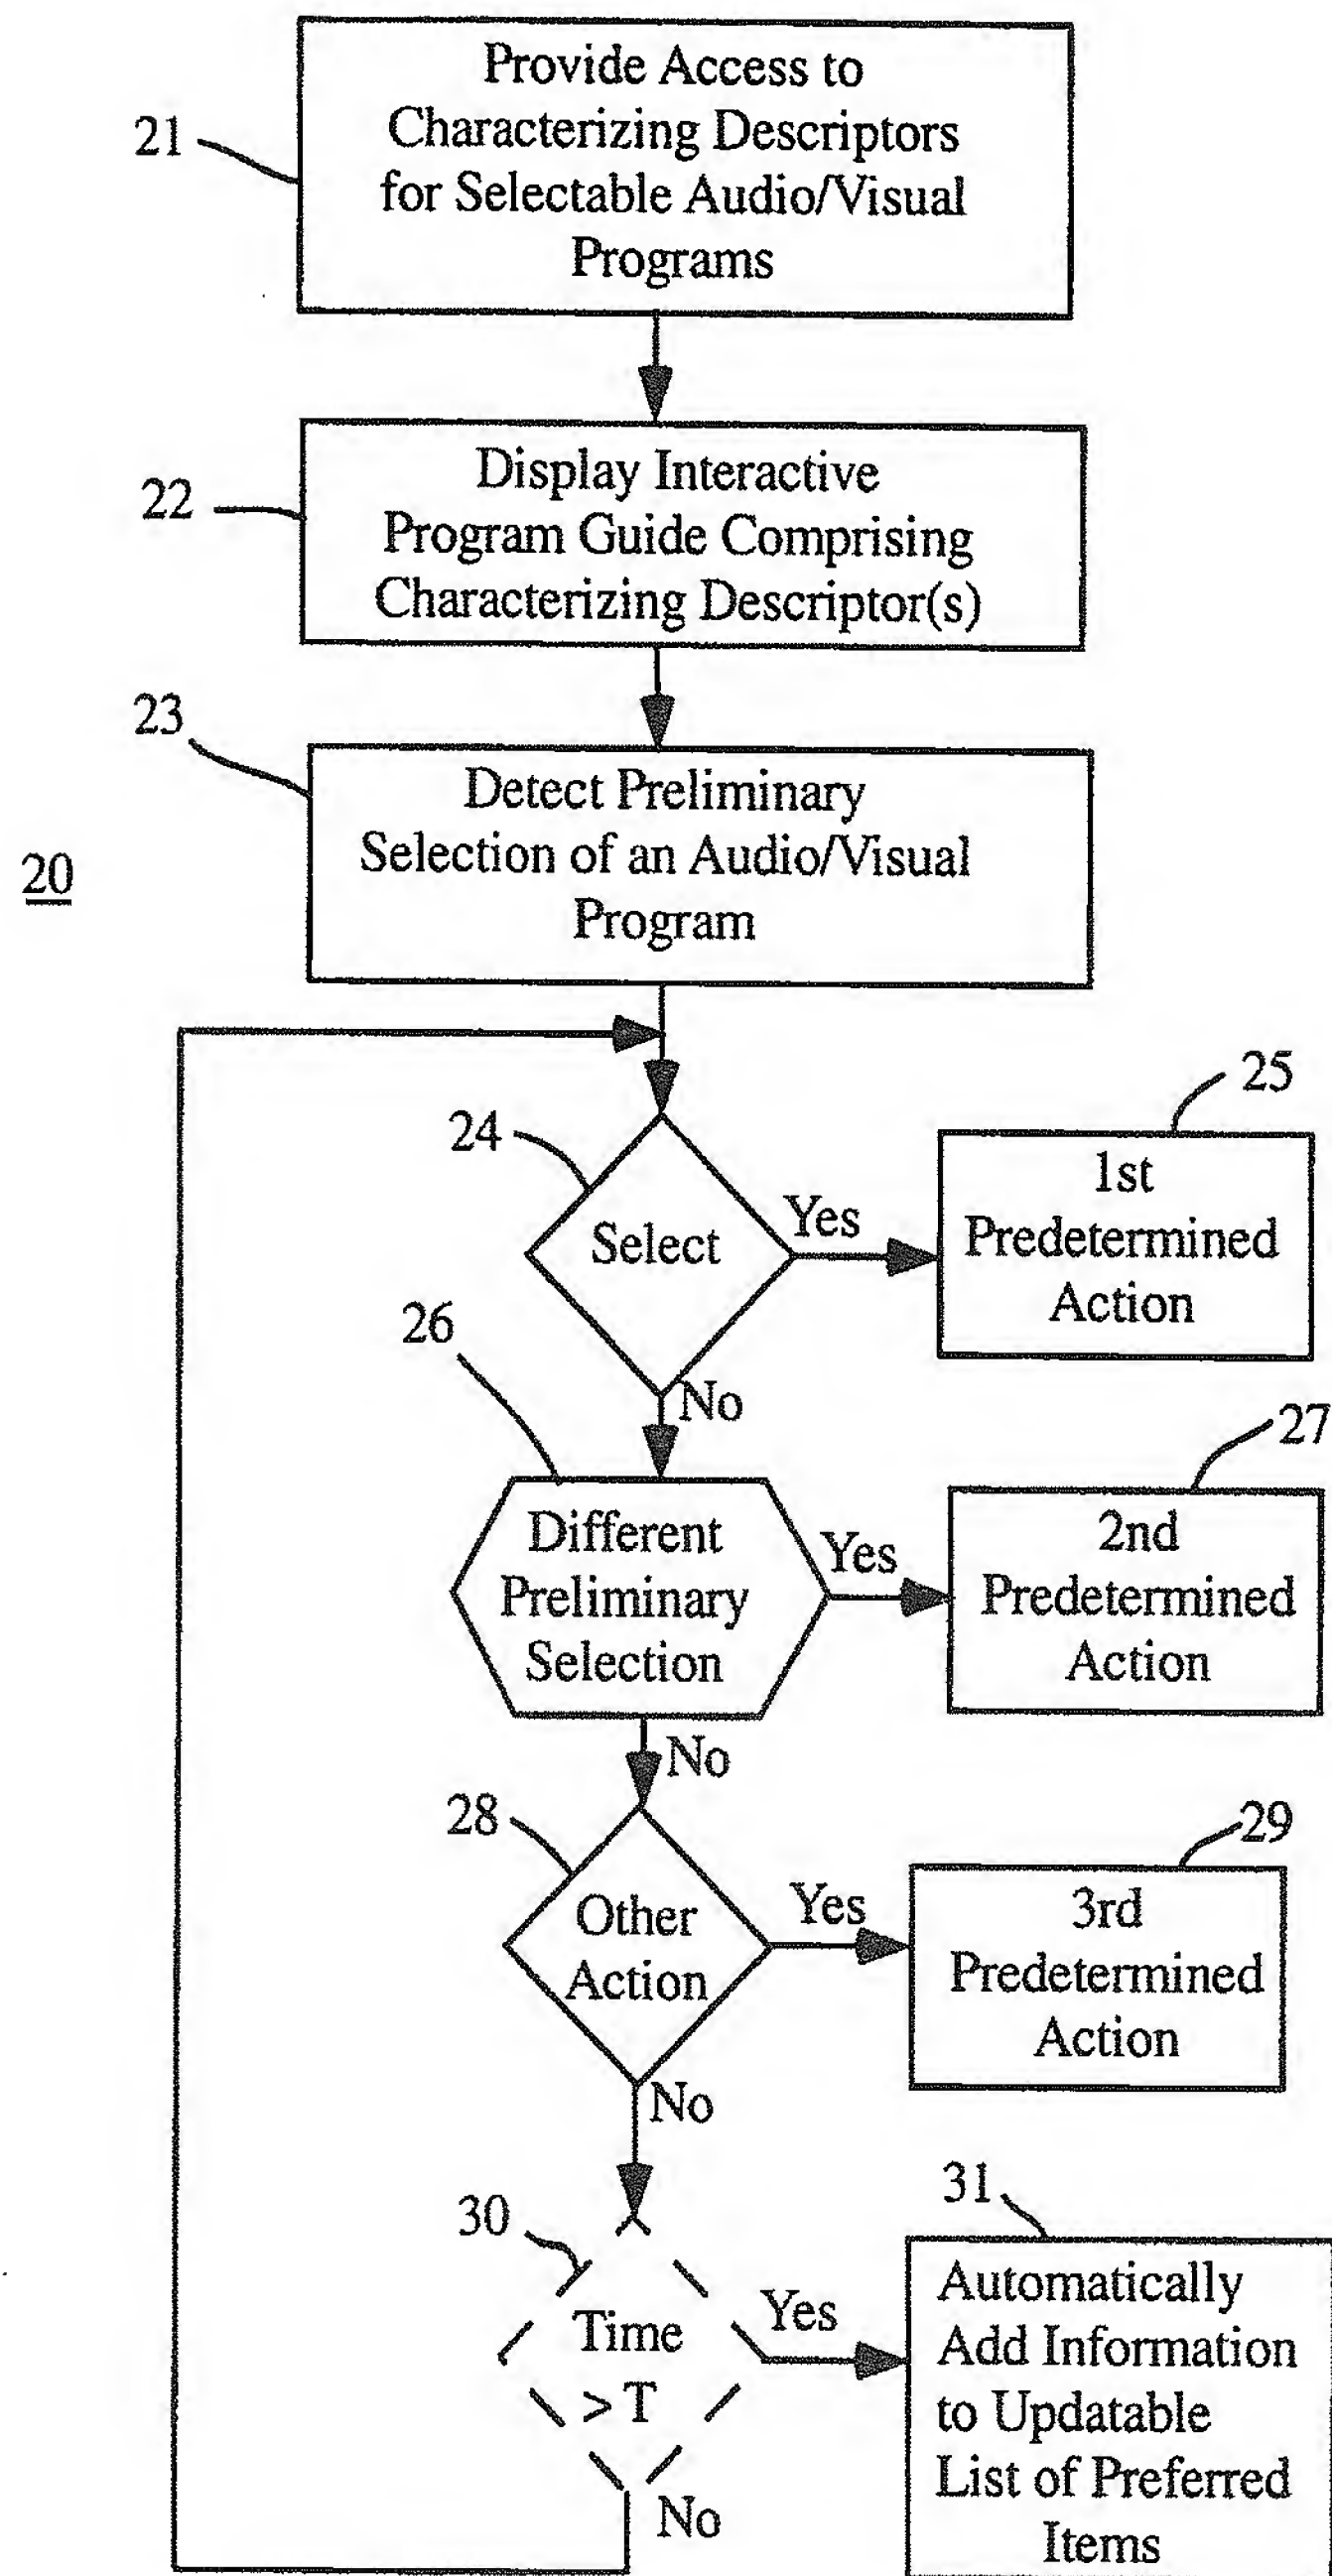 21
Provide Access to
Characterizing Descriptors
for Selectable Audio/Visual
Programs
22
Display Interactive
Program Guide Comprising
Characterizing Descriptor(s)
23
Detect Preliminary
Selection of an Audio/Visual
Program
20
24
Select
Yes
25
1st
Predetermined
Action
No
26
Different
Preliminary
Selection
Yes
27
2nd
Predetermined
Action
No
28
Other
Action
Yes
29
3rd
Predetermined
Action
No
30
Time
> T
Yes
31
Automatically
Add Information
to Updatable
List of Preferred
Items
No